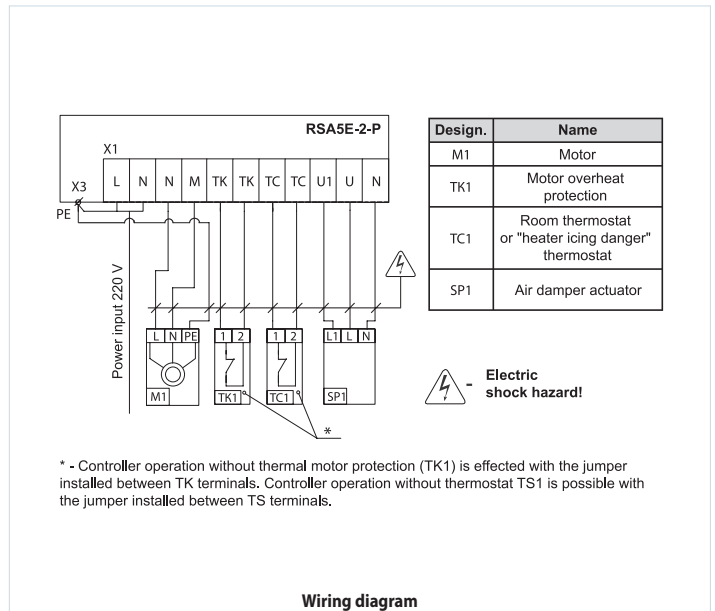 RSA5E-2-P
X1
X3
L N N M TK TK TC TC U1 U N
PE
Power input 220 V
L N PE
1 2
1 2
L1 L N
M1
TK1
TC1
SP1
*
Design. Name
M1 Motor
TK1 Motor overheat
protection
TC1 Room thermostat
or "heater icing danger"
thermostat
SP1 Air damper actuator
- Electric
shock hazard!
* - Controller operation without thermal motor protection (TK1) is effected with the jumper
installed between TK terminals. Controller operation without thermostat TS1 is possible with
the jumper installed between TS terminals.
Wiring diagram